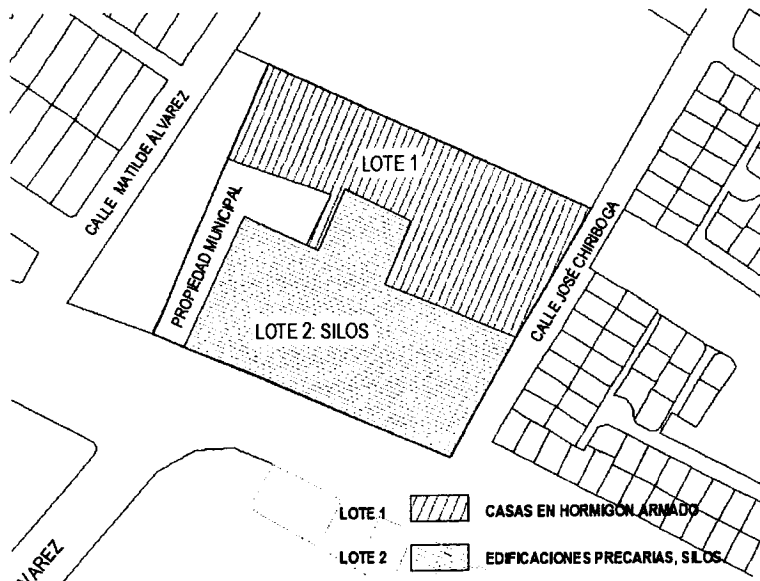 CALLE MATILDE ÁLVAREZ
LOTE 1
PROPIEDAD MUNICIPAL
CALLE JOSÉ CHIRIBOGA
LOTE 2: SILOS
LOTE 1 CASAS EN HORMIGÓN ARMADO
LOTE 2 EDIFICACIONES PRECARIAS, SILOS
VAREZ